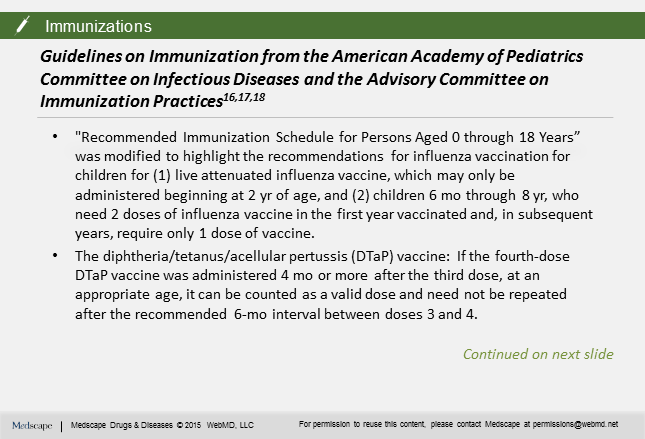 Immunizations
Guidelines on Immunization from the American Academy of Pediatrics
Committee on Infectious Diseases and the Advisory Committee on
Immunization Practices16,17,18
• "Recommended Immunization Schedule for Persons Aged 0 through 18 Years”
was modified to highlight the recommendations for influenza vaccination for
children for (1) live attenuated influenza vaccine, which may only be
administered beginning at 2 yr of age, and (2) children 6 mo through 8 yr, who
need 2 doses of influenza vaccine in the first year vaccinated and, in subsequent
years, require only 1 dose of vaccine.
• The diphtheria/tetanus/acellular pertussis (DTaP) vaccine: If the fourth-dose
DTaP vaccine was administered 4 mo or more after the third dose, at an
appropriate age, it can be counted as a valid dose and need not be repeated
after the recommended 6-mo interval between doses 3 and 4.
Continued on next slide
Medscape | Medscape Drugs & Diseases © 2015 WebMD, LLC For permission to reuse this content, please contact Medscape at permissions@webmd.net